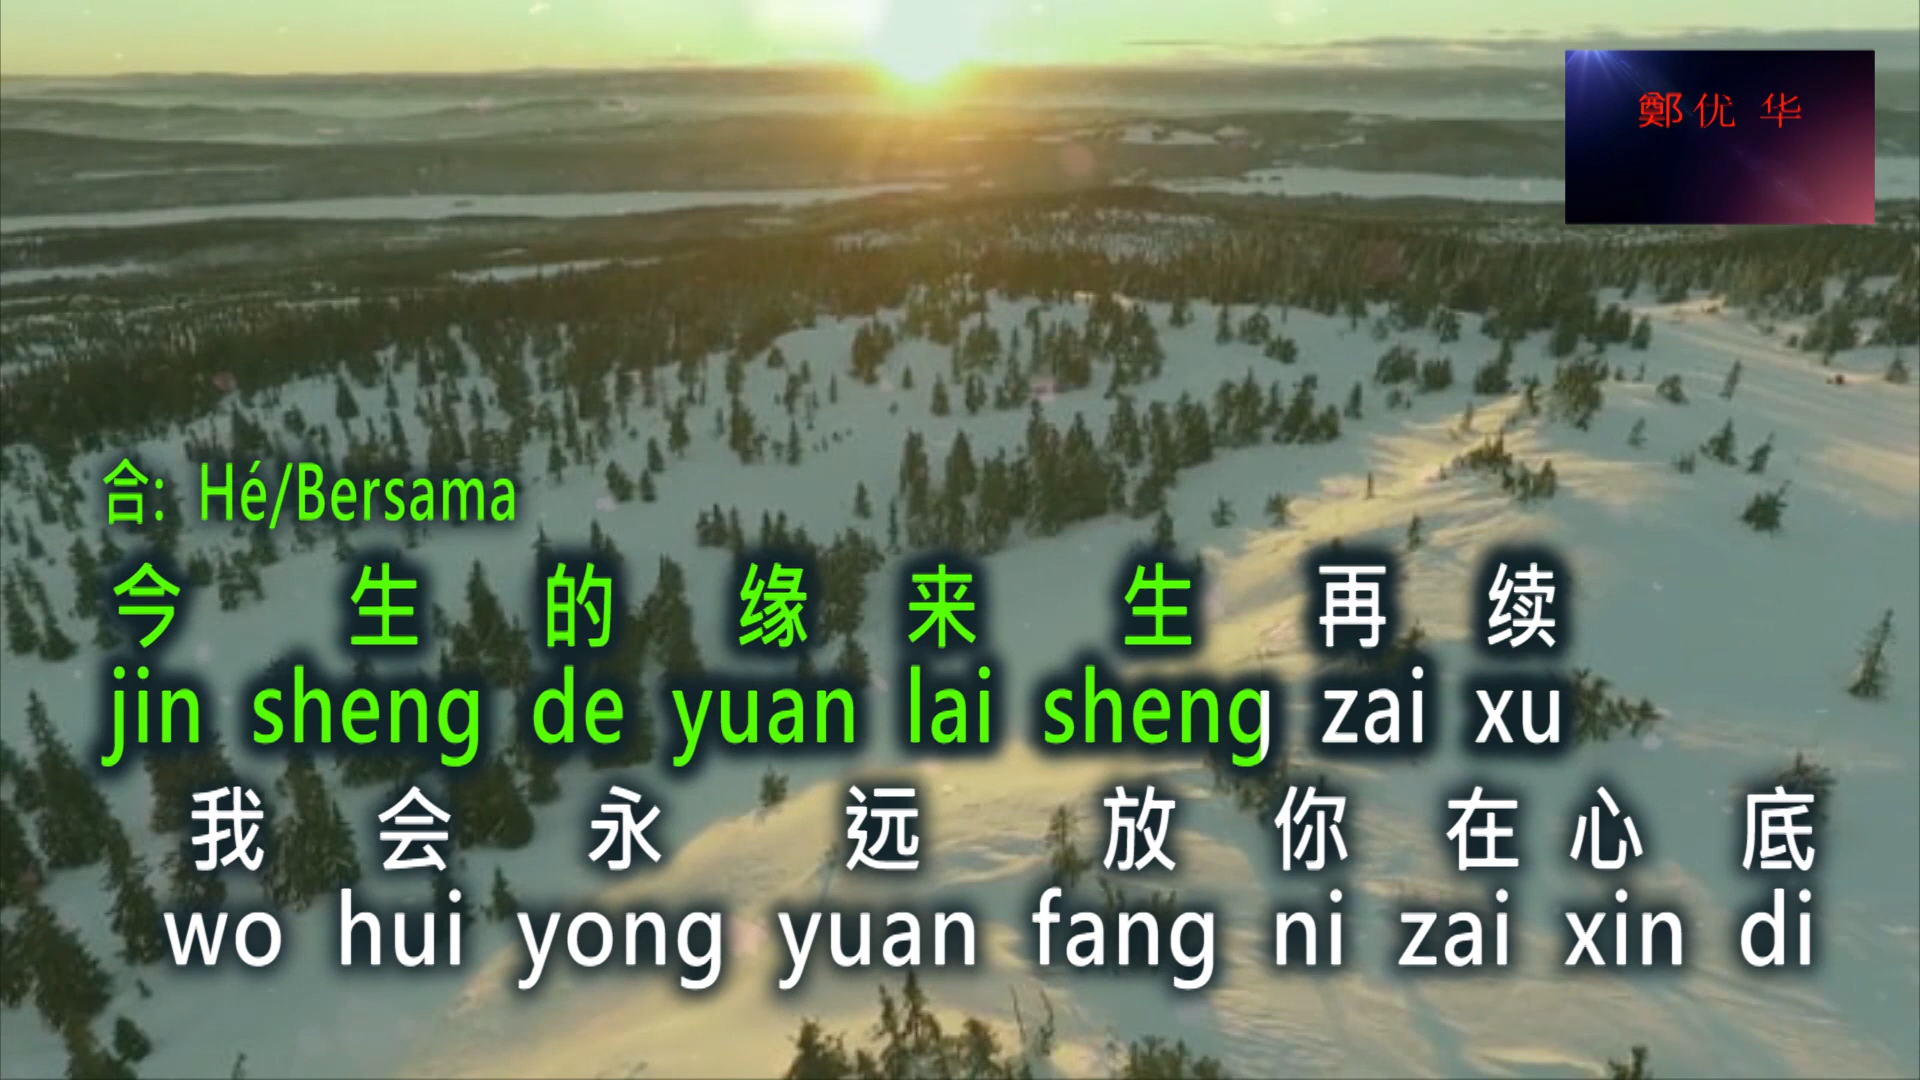 鄭优 华
合: Hé/Bersama
今 生 的 缘 来 生 再 续
jin sheng de yuan lai sheng zai xu
我 会 永 远 放 你 在 心 底
wo hui yong yuan fang ni zai xin di